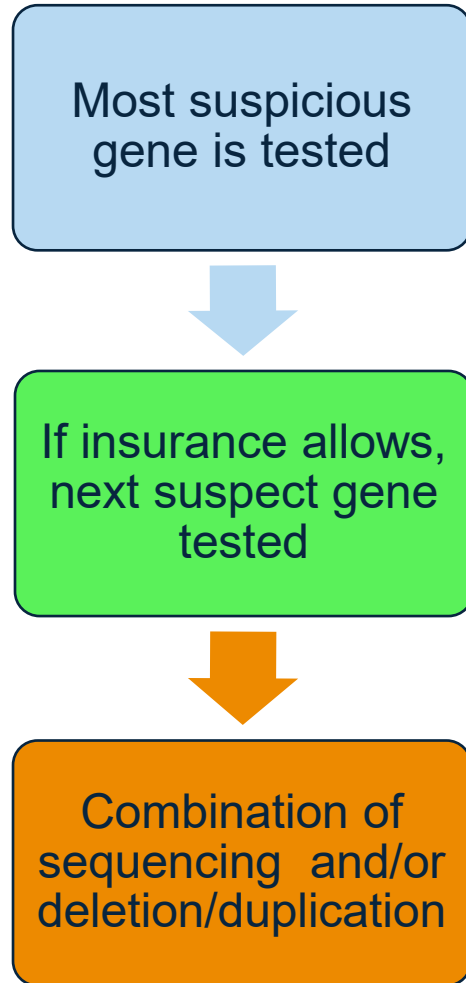 Most suspicious
gene is tested
If insurance allows,
next suspect gene
tested
Combination of
sequencing  and/or
deletion/duplication